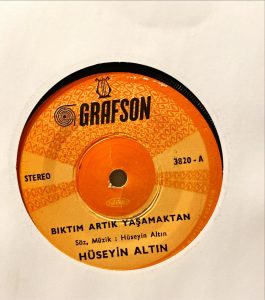 GRAFSON
STEREO
3820-A
BIKTIM ARTIK YAŞAMAKTAN
Söz, Müzik : Hüseyin Altın
HÜSEYİN ALTIN